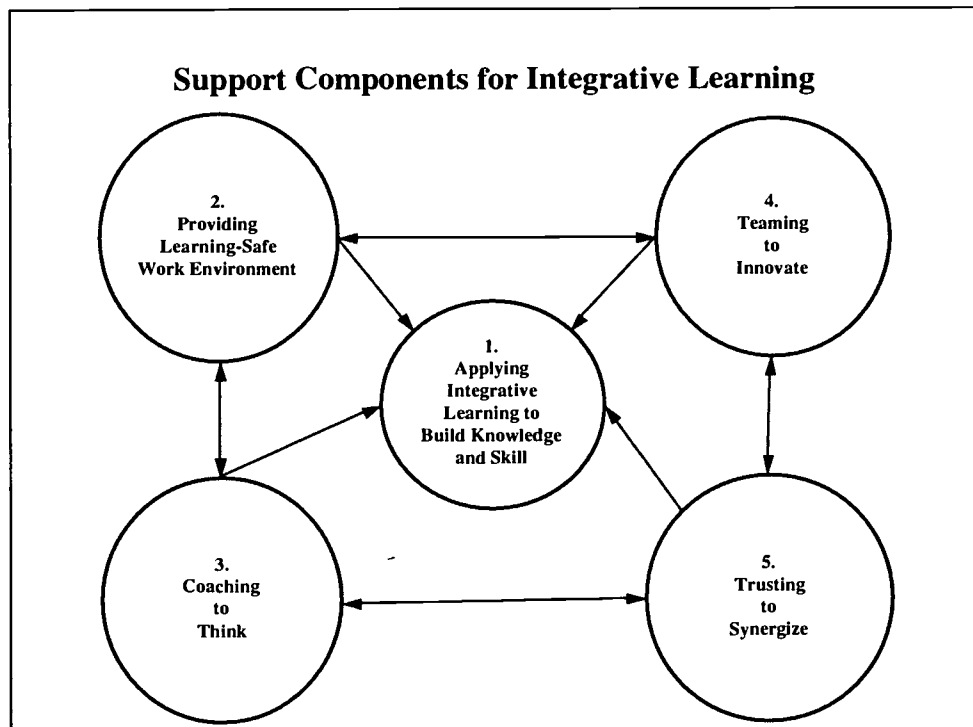 Support Components for Integrative Learning
2.
Providing
Learning-Safe
Work Environment
4.
Teaming
to
Innovate
1.
Applying
Integrative
Learning to
Build Knowledge
and Skill
3.
Coaching
to
Think
5.
Trusting
to
Synergize